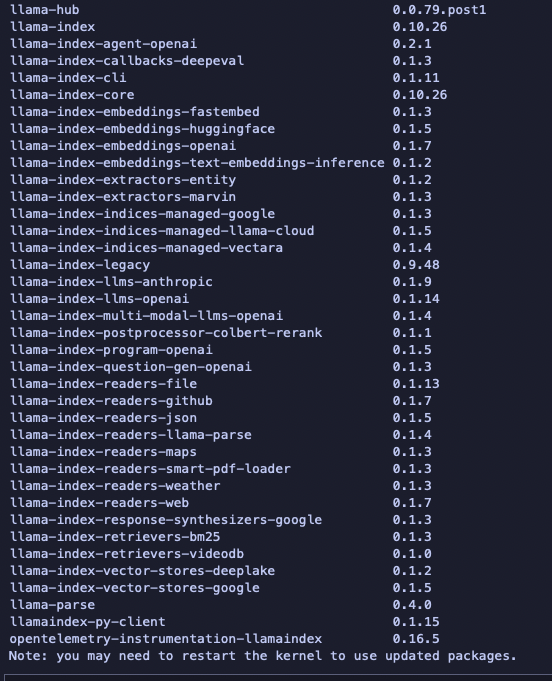 llama-hub 0.0.79.post1
llama-index 0.10.26
llama-index-agent-openai 0.2.1
llama-index-callbacks-deepeval 0.1.3
llama-index-cli 0.1.11
llama-index-core 0.10.26
llama-index-embeddings-fastembed 0.1.3
llama-index-embeddings-huggingface 0.1.5
llama-index-embeddings-openai 0.1.7
llama-index-embeddings-text-embeddings-inference 0.1.2
llama-index-extractors-entity 0.1.2
llama-index-extractors-marvin 0.1.3
llama-index-indices-managed-google 0.1.3
llama-index-indices-managed-llama-cloud 0.1.5
llama-index-indices-managed-vectara 0.1.4
llama-index-legacy 0.9.48
llama-index-llms-anthropic 0.1.9
llama-index-llms-openai 0.1.14
llama-index-multi-modal-llms-openai 0.1.4
llama-index-postprocessor-colbert-rerank 0.1.1
llama-index-program-openai 0.1.5
llama-index-question-gen-openai 0.1.3
llama-index-readers-file 0.1.13
llama-index-readers-github 0.1.7
llama-index-readers-json 0.1.5
llama-index-readers-llama-parse 0.1.4
llama-index-readers-maps 0.1.3
llama-index-readers-smart-pdf-loader 0.1.3
llama-index-readers-weather 0.1.3
llama-index-readers-web 0.1.7
llama-index-response-synthesizers-google 0.1.3
llama-index-retrievers-bm25 0.1.3
llama-index-retrievers-videodb 0.1.0
llama-index-vector-stores-deeplake 0.1.2
llama-index-vector-stores-google 0.1.5
llama-parse 0.4.0
llamaindex-py-client 0.1.15
opentelemetry-instrumentation-llamaindex 0.16.5
Note: you may need to restart the kernel to use updated packages.